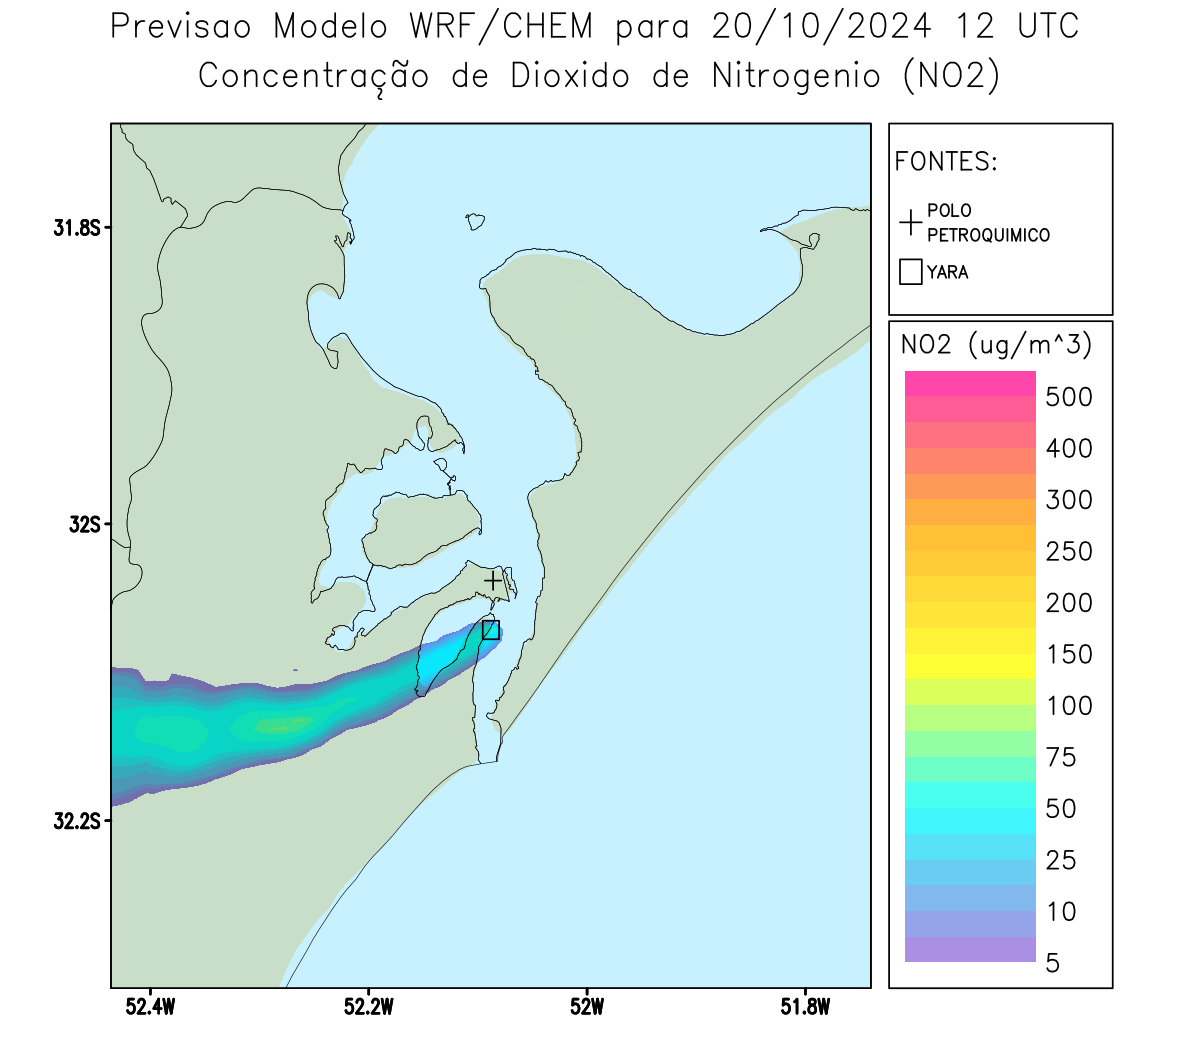 Previsao Modelo WRF/CHEM para 20/10/2024 12 UTC
Concentração de Dioxido de Nitrogenio (NO2)
FONTES:
POLO
PETROQUIMICO
YARA
31.8S
32S
32.2S
52.4W
52.2W
52W
51.8W
NO2 (ug/m^3)
500
400
300
250
200
150
100
75
50
25
10
5